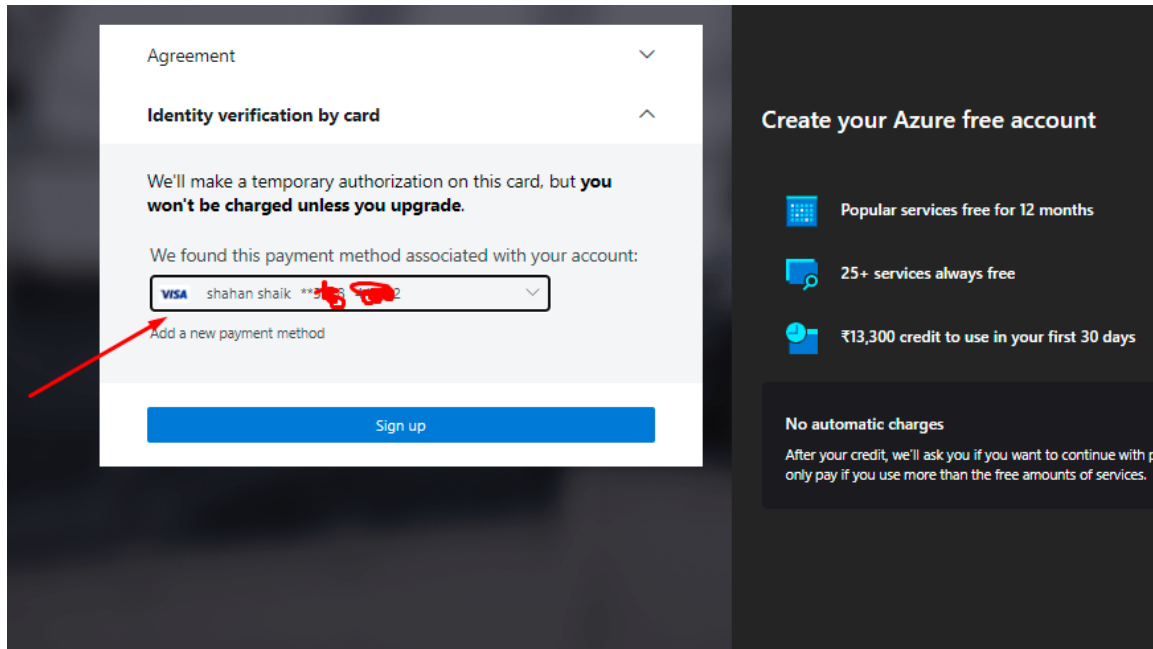 Agreement
Identity verification by card
We'll make a temporary authorization on this card, but you
won't be charged unless you upgrade.
We found this payment method associated with your account:
VISA shahan shaik **
Add a new payment method
Sign up
Create your Azure free account
Popular services free for 12 months
25+ services always free
₹13,300 credit to use in your first 30 days
No automatic charges
After your credit, we'll ask you if you want to continue with
only pay if you use more than the free amounts of services.